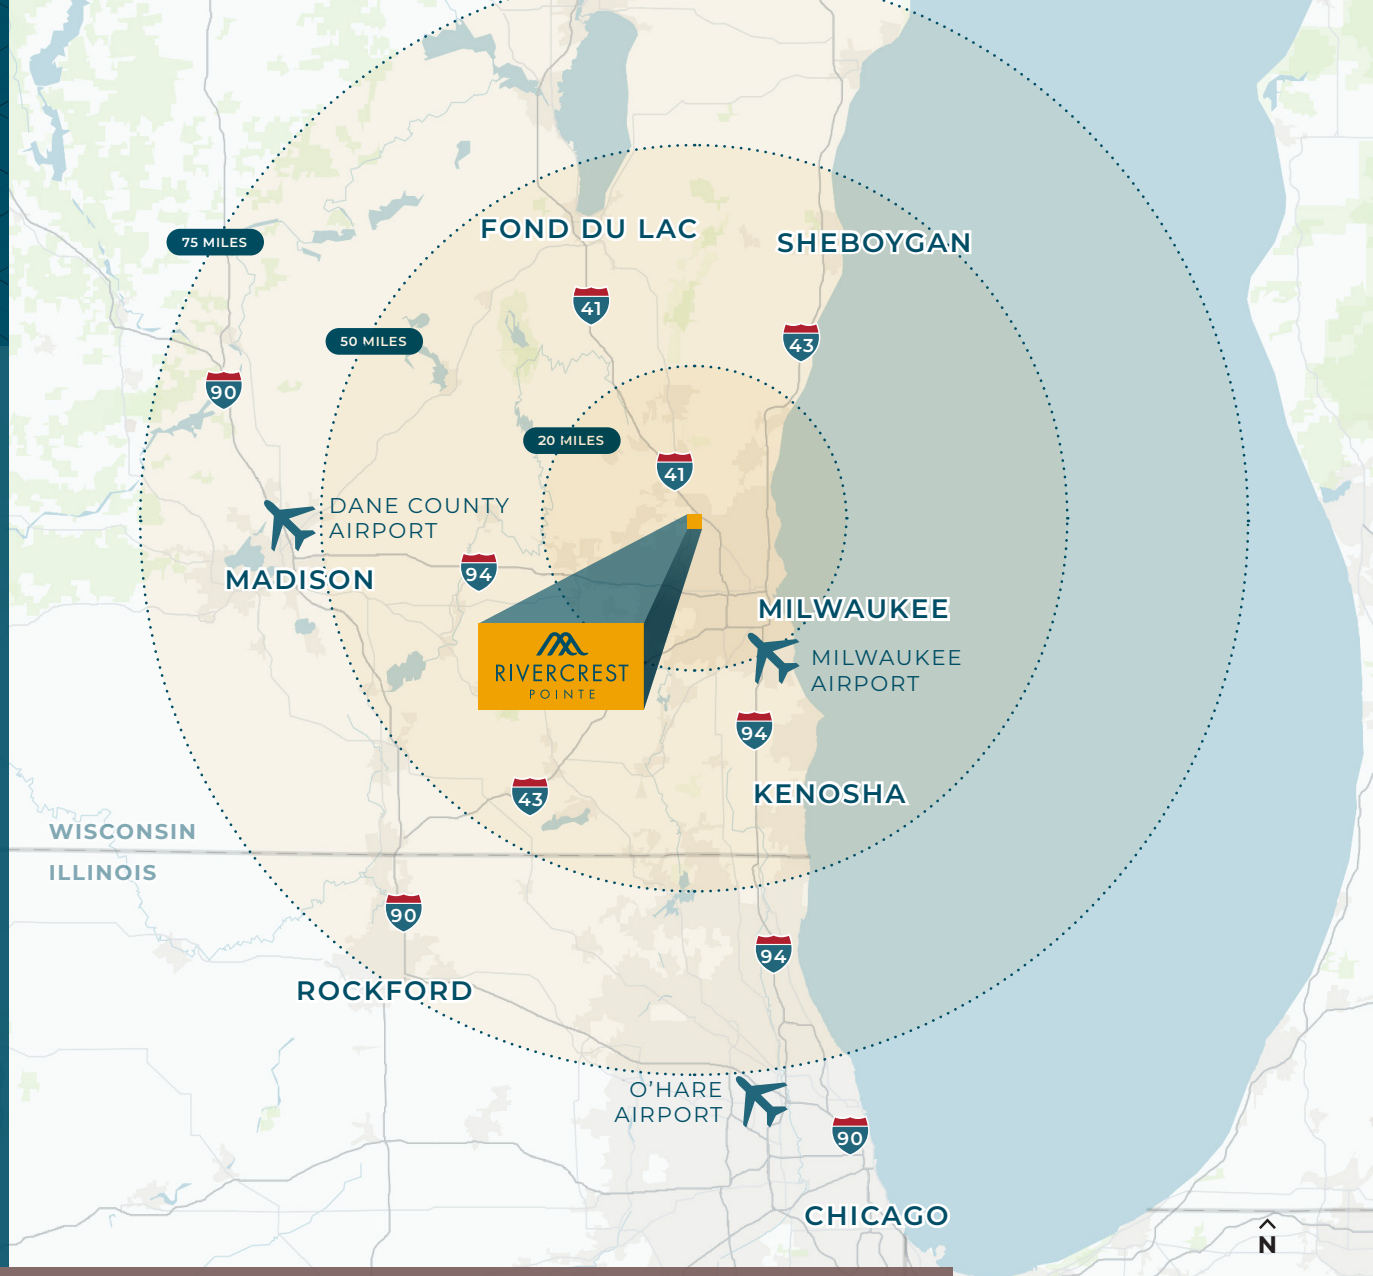 FOND DU LAC
SHEBOYGAN
75 MILES
41
43
50 MILES
90
20 MILES
41
DANE COUNTY
AIRPORT
94
MADISON
MILWAUKEE
MILWAUKEE
AIRPORT
RIVERCREST
POINTE
94
43
KENOSHA
WISCONSIN
ILLINOIS
90
94
ROCKFORD
O'HARE
AIRPORT
90
CHICAGO
N